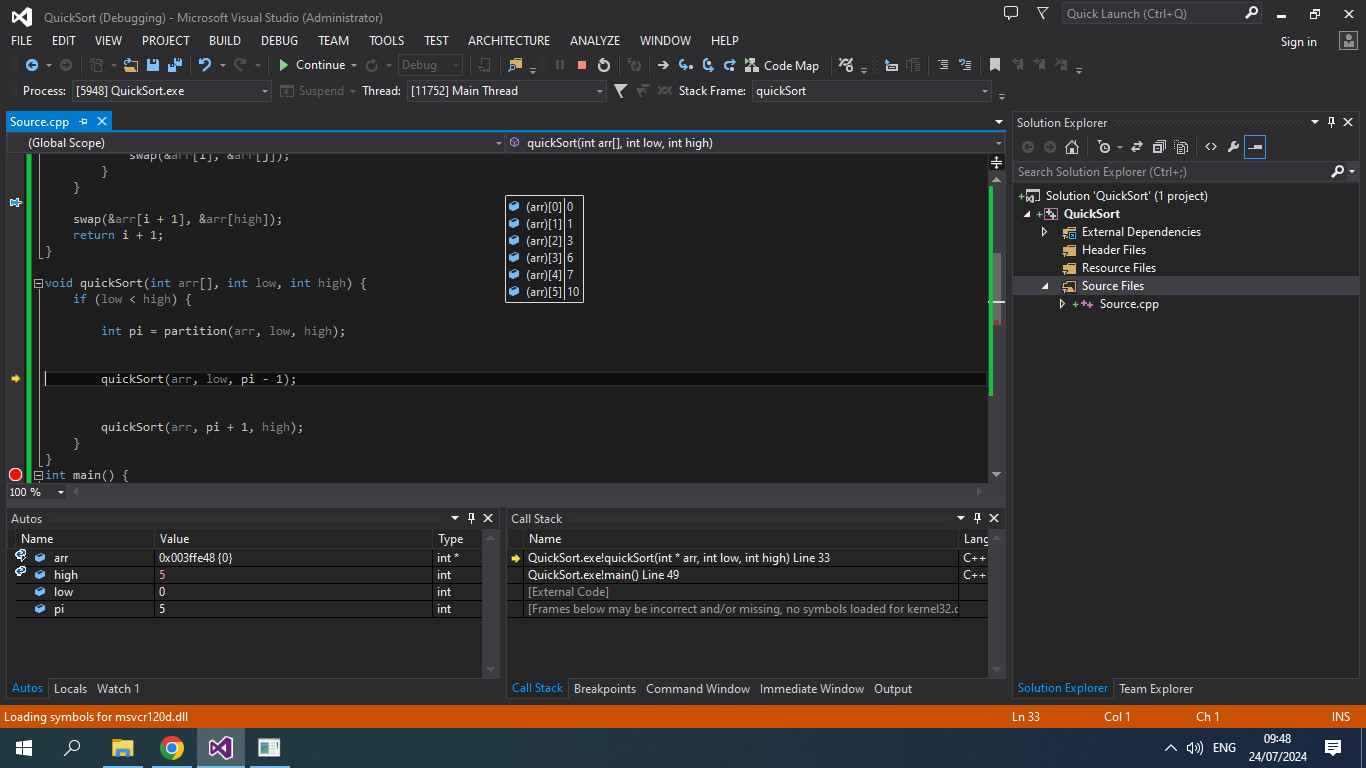 QuickSort (Debugging) - Microsoft Visual Studio (Administrator)
Quick Launch (Ctrl+Q)
FILE EDIT VIEW PROJECT BUILD DEBUG TEAM TOOLS TEST ARCHITECTURE ANALYZE WINDOW HELP
Sign in
Continue Debug Code Map
Process: [5948] QuickSort.exe Suspend Thread: [11752] Main Thread Stack Frame: quickSort
Source.cpp
(Global Scope) quickSort(int arr[], int low, int high)
swap(&arr[i], &arr[j]);
}
}
swap(&arr[i + 1], &arr[high]);
return i + 1;
}
void quickSort(int arr[], int low, int high) {
if (low < high) {
int pi = partition(arr, low, high);
quickSort(arr, low, pi - 1);
quickSort(arr, pi + 1, high);
}
}
int main() {
100 %
(arr)[0] 0
(arr)[1] 1
(arr)[2] 3
(arr)[3] 6
(arr)[4] 7
(arr)[5] 10
Solution Explorer
Search Solution Explorer (Ctrl+;)
Solution 'QuickSort' (1 project)
QuickSort
External Dependencies
Header Files
Resource Files
Source Files
Source.cpp
Autos
Name Value Type
arr 0x003ffe48 {0} int *
high 5 int
low 0 int
pi 5 int
Autos Locals Watch 1
Call Stack
Name Lang
QuickSort.exe!quickSort(int * arr, int low, int high) Line 33 C++
QuickSort.exe!main() Line 49 C++
[External Code]
[Frames below may be incorrect and/or missing, no symbols loaded for kernel32.d
Call Stack Breakpoints Command Window Immediate Window Output
Solution Explorer Team Explorer
Loading symbols for msvcr120d.dll
Ln 33 Col 1 Ch 1 INS
ENG
09:48
24/07/2024